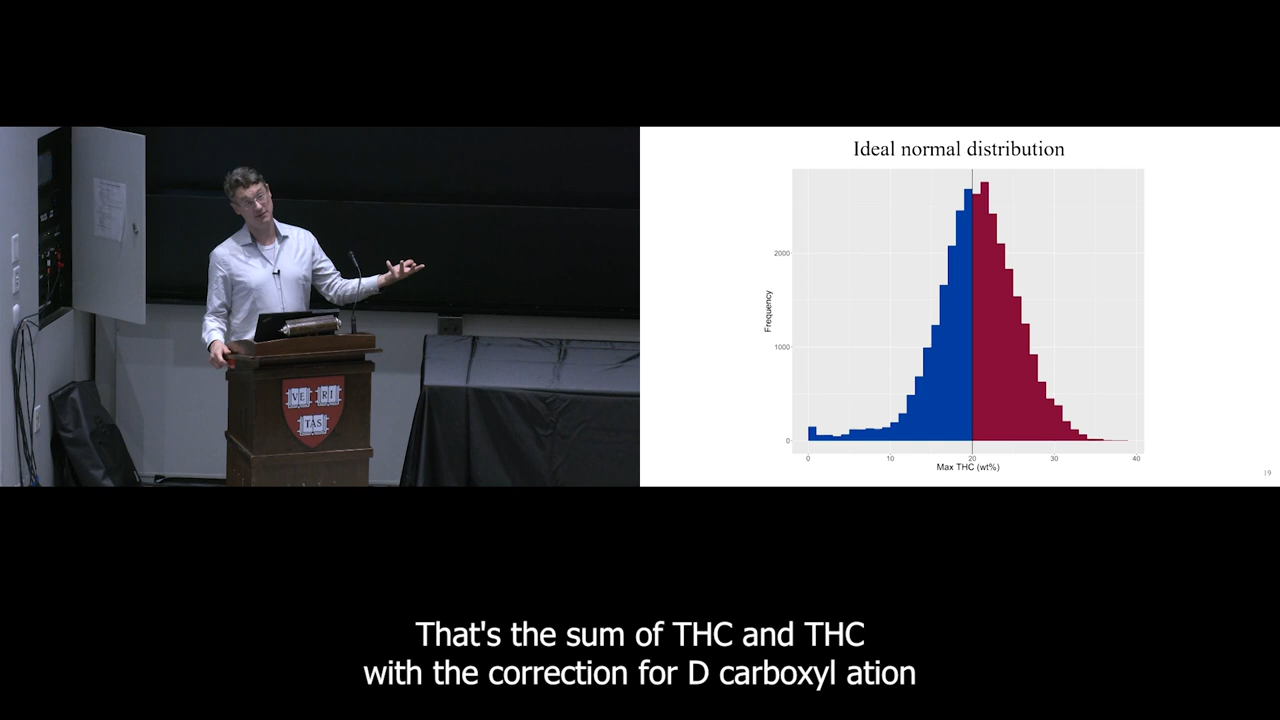 Ideal normal distribution
Frequency
2000
1000
0
0
10
20
30
40
Max THC (wt%)
19
VE RI
TAS
That's the sum of THC and THC
with the correction for D carboxyl ation